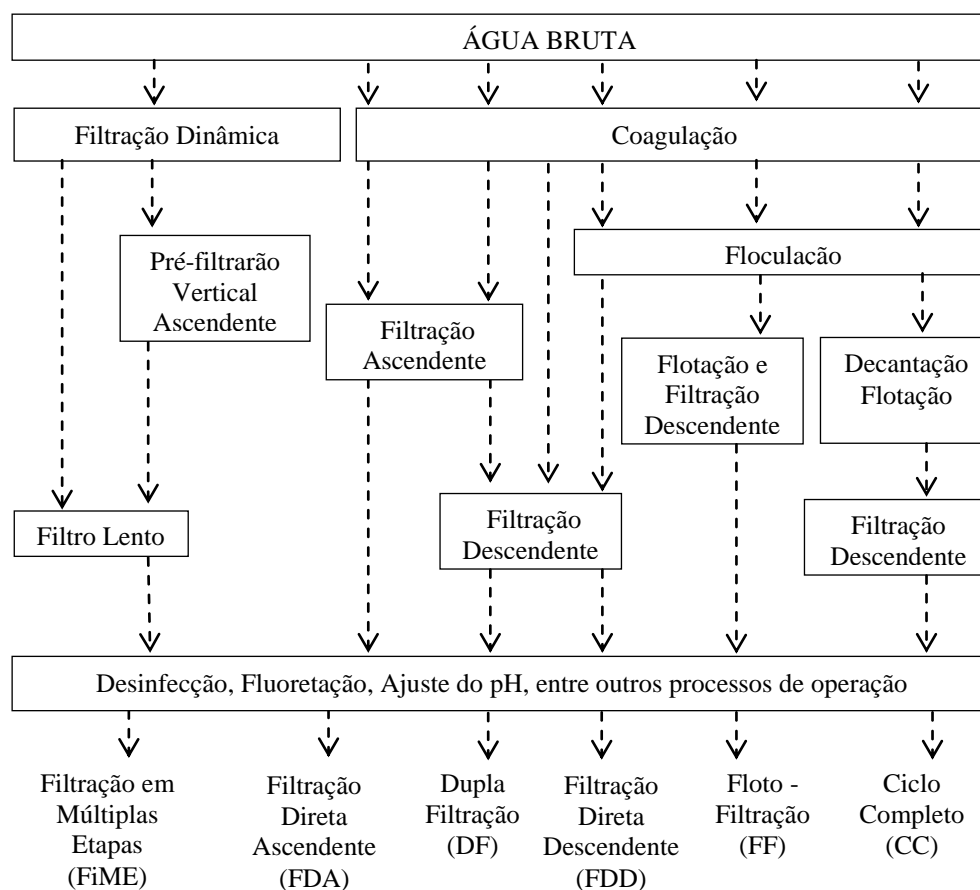 ÁGUA BRUTA
Filtração Dinâmica
Coagulação
Pré-filtrarão
Vertical
Ascendente
Floculação
Filtração
Ascendente
Flotação e
Filtração
Descendente
Decantação
Flotação
Filtro Lento
Filtração
Descendente
Filtração
Descendente
Desinfecção, Fluoretação, Ajuste do pH, entre outros processos de operação
Filtração em
Múltiplas
Etapas
(FiME)
Filtração
Direta
Ascendente
(FDA)
Dupla
Filtração
(DF)
Filtração
Direta
Descendente
(FDD)
Floto -
Filtração
(FF)
Ciclo
Completo
(CC)